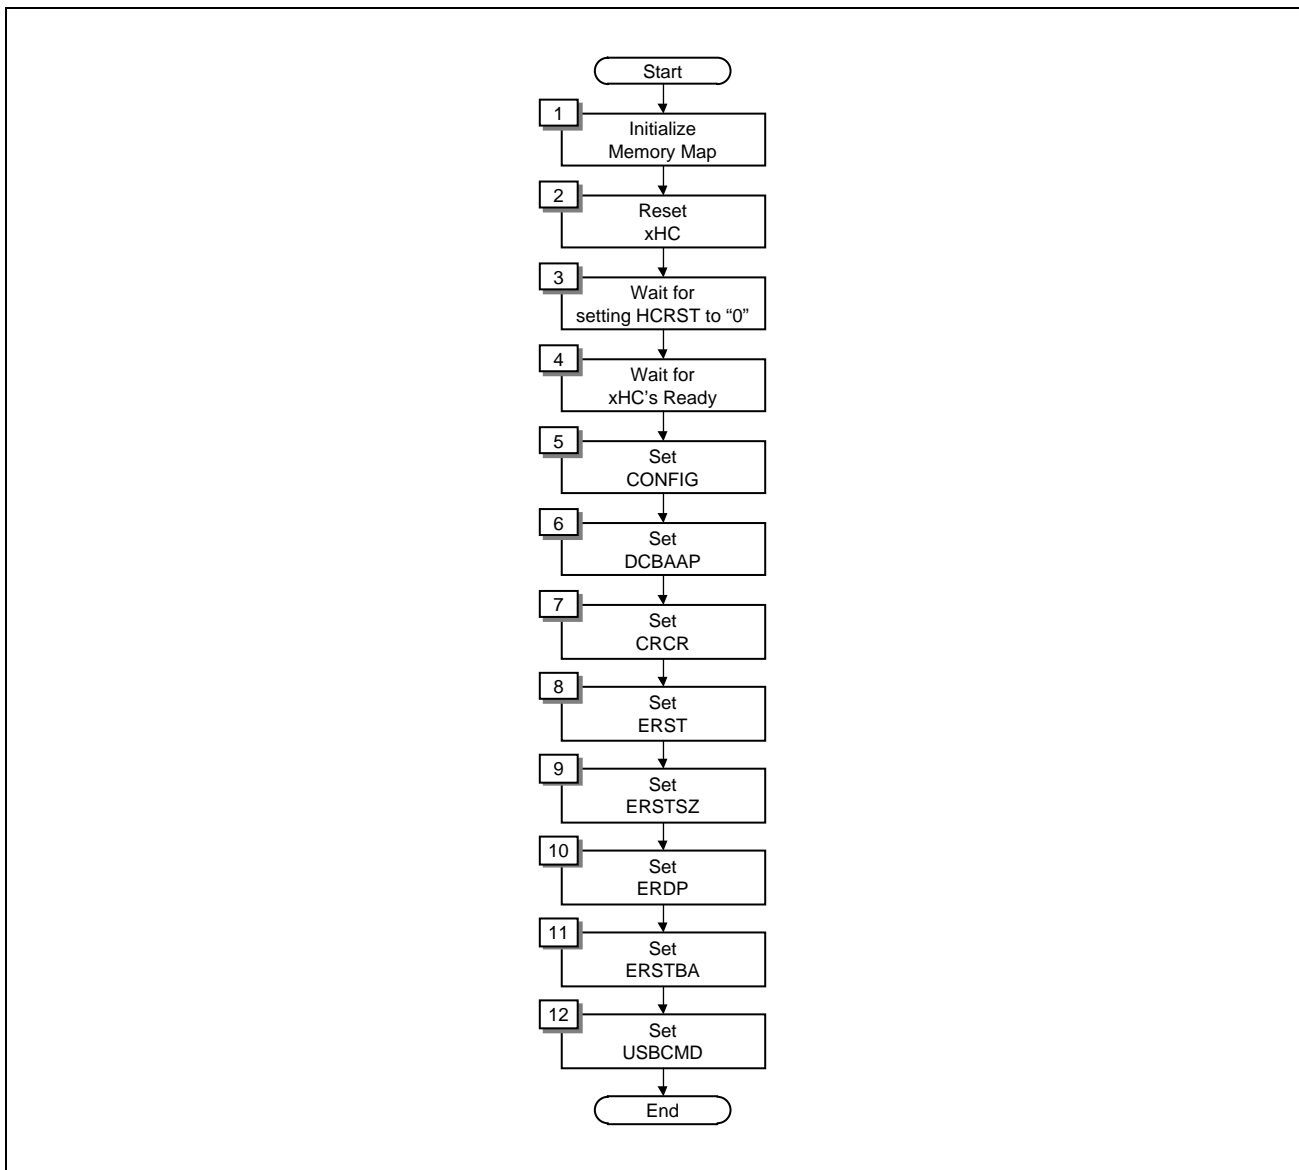 Start
1
Initialize
Memory Map
2
Reset
xHC
3
Wait for
setting HCRST to “0”
4
Wait for
xHC’s Ready
5
Set
CONFIG
6
Set
DCBAAP
7
Set
CRCR
8
Set
ERST
9
Set
ERSTSZ
10
Set
ERDP
11
Set
ERSTBA
12
Set
USBCMD
End